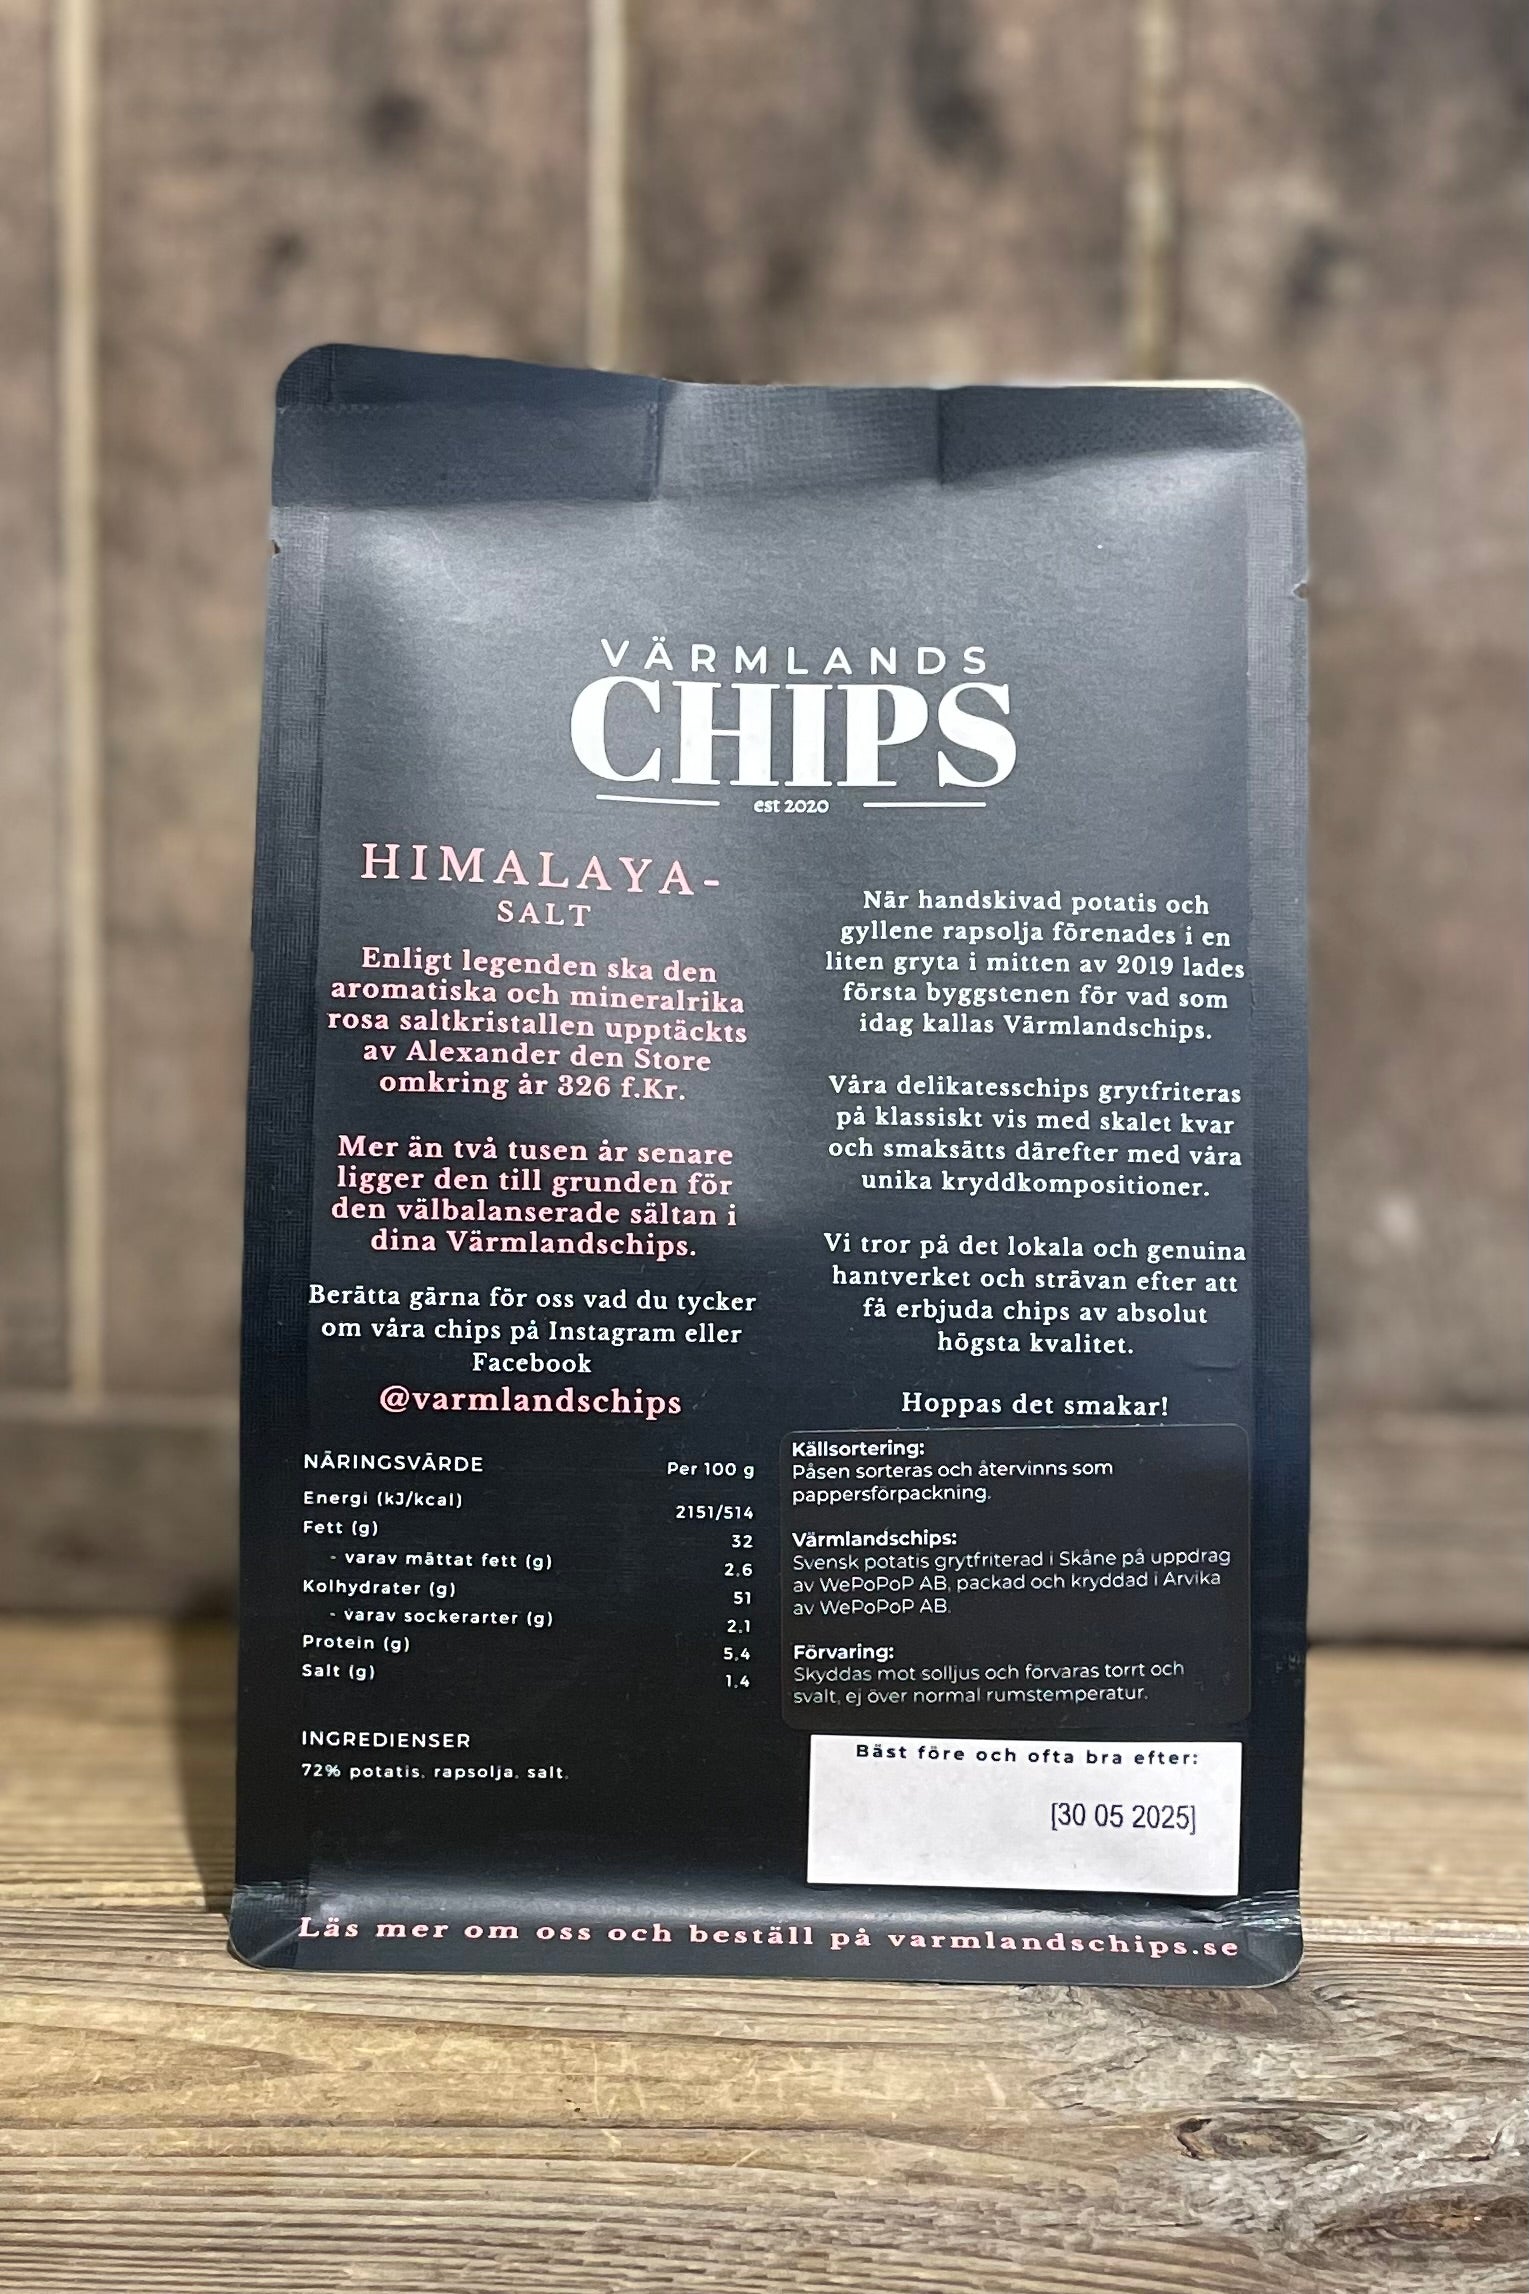 VÄRMLANDS
CHIPS
est 2020
HIMALAYA-
SALT
Enligt legenden ska den
aromatiska och mineralrika
rosa saltkristallen upptäckts
av Alexander den Store
omkring år 326 f.Kr.
Mer än två tusen år senare
ligger den till grunden för
den välbalanserade sältan i
dina Värmlandschips.
Berätta gärna för oss vad du tycker
om våra chips på Instagram eller
Facebook
@varmlandschips
När handskivad potatis och
gyllene rapsolja förenades i en
liten gryta i mitten av 2019 lades
första byggstenen för vad som
idag kallas Värmlandschips.
Våra delikatesschips grytfriteras
på klassiskt vis med skalet kvar
och smaksätts därefter med våra
unika kryddkompositioner.
Vi tror på det lokala och genuina
hantverket och strävan efter att
få erbjuda chips av absolut
högsta kvalitet.
Hoppas det smakar!
NÄRINGSVÄRDE Per 100 g
Energi (kJ/kcal) 2151/514
Fett (g) 32
- varav mättat fett (g) 2,6
Kolhydrater (g) 51
- varav sockerarter (g) 2,1
Protein (g) 5,4
Salt (g) 1,4
INGREDIENSER
72% potatis, rapsolja, salt.
Källsortering:
Påsen sorteras och återvinns som
pappersförpackning.
Värmlandschips:
Svensk potatis grytfriterad i Skåne på uppdrag
av WePoPoP AB, packad och kryddad i Arvika
av WePoPoP AB.
Förvaring:
Skyddas mot solljus och förvaras torrt och
svalt, ej över normal rumstemperatur.
Bäst före och ofta bra efter:
[30 05 2025]
Läs mer om oss och beställ på varmlandschips.se